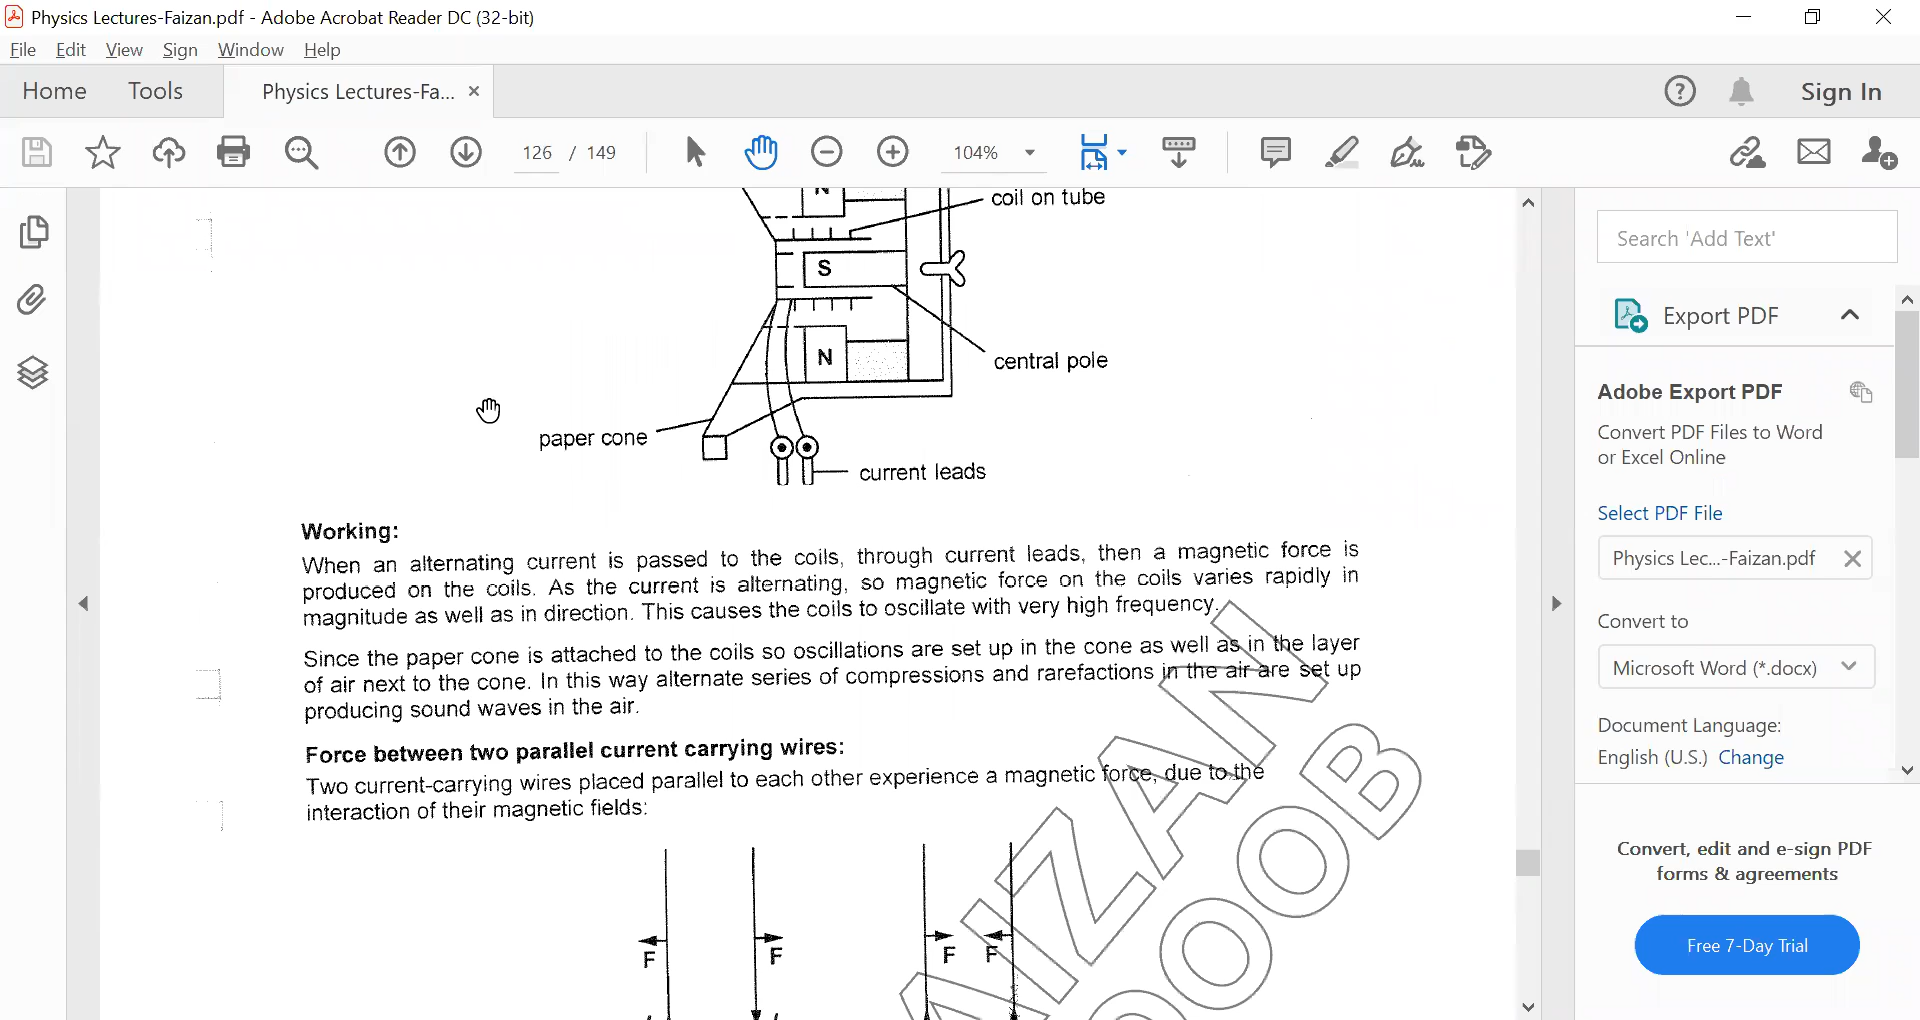 Physics Lectures-Faizan.pdf - Adobe Acrobat Reader DC (32-bit)
File Edit View Sign Window Help
Home Tools Physics Lectures-Fa... × Sign In
126 / 149 104%
coil on tube
N
S
N
central pole
paper cone
current leads
Working:
When an alternating current is passed to the coils, through current leads, then a magnetic force is
produced on the coils. As the current is alternating, so magnetic force on the coils varies rapidly in
magnitude as well as in direction. This causes the coils to oscillate with very high frequency.
Since the paper cone is attached to the coils so oscillations are set up in the cone as well as in the layer
of air next to the cone. In this way alternate series of compressions and rarefactions in the air are set up
producing sound waves in the air.
Force between two parallel current carrying wires:
Two current-carrying wires placed parallel to each other experience a magnetic force, due to the
interaction of their magnetic fields:
F F F F
Search 'Add Text'
Export PDF
Adobe Export PDF
Convert PDF Files to Word
or Excel Online
Select PDF File
Physics Lec...-Faizan.pdf
Convert to
Microsoft Word (*.docx)
Document Language:
English (U.S.) Change
Convert, edit and e-sign PDF
forms & agreements
Free 7-Day Trial